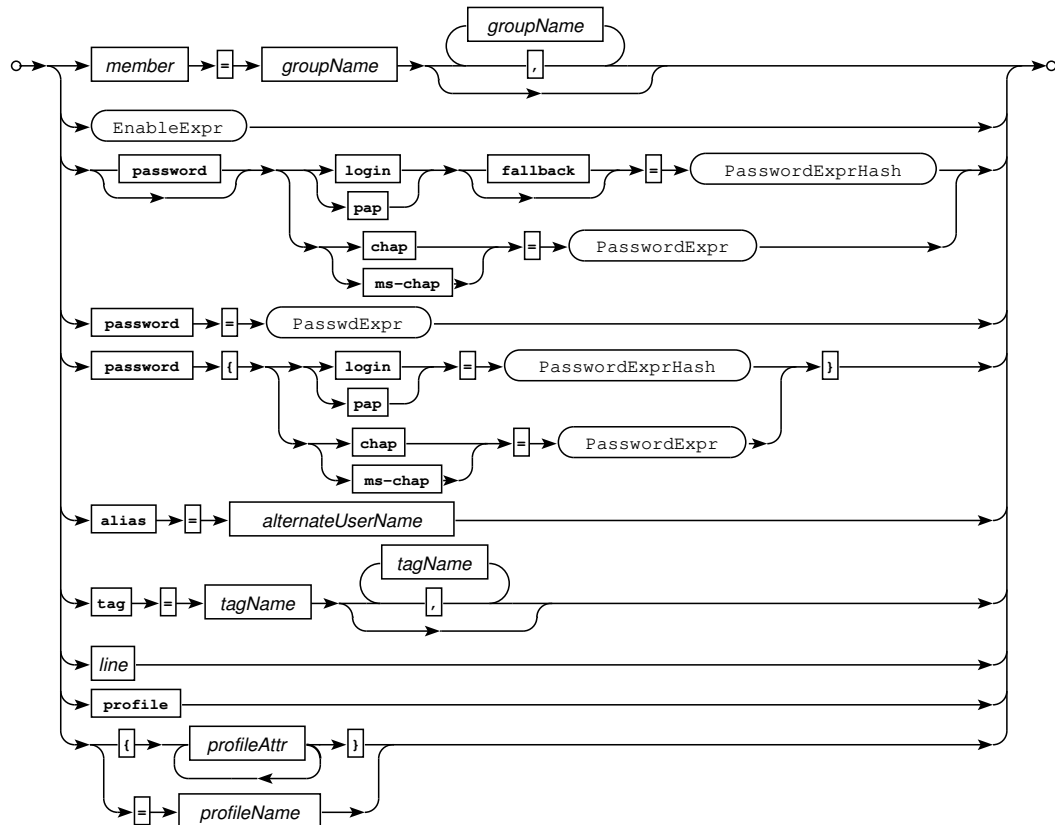 groupName
member = groupName ,
EnableExpr
password login fallback = PasswordExprHash
pap
chap = PasswordExpr
ms-chap
password = PasswdExpr
password { login = PasswordExprHash }
pap
chap = PasswordExpr
ms-chap
alias = alternateUserName
tagName
tag = tagName ,
line
profile
{ profileAttr }
= profileName